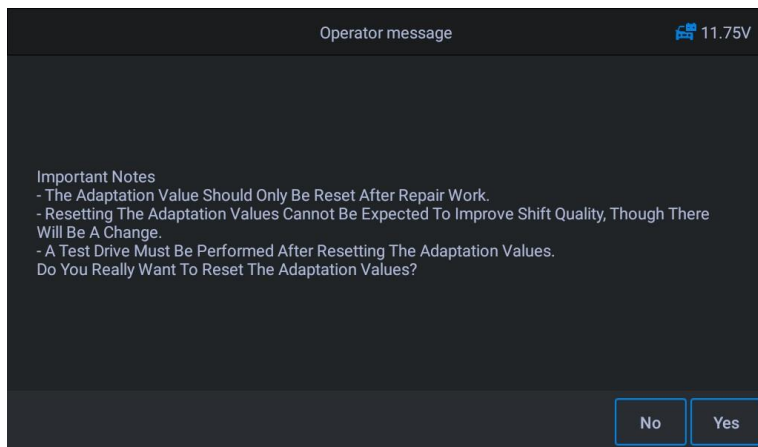 Operator message
11.75V
Important Notes
- The Adaptation Value Should Only Be Reset After Repair Work.
- Resetting The Adaptation Values Cannot Be Expected To Improve Shift Quality, Though There
Will Be A Change.
- A Test Drive Must Be Performed After Resetting The Adaptation Values.
Do You Really Want To Reset The Adaptation Values?
No
Yes